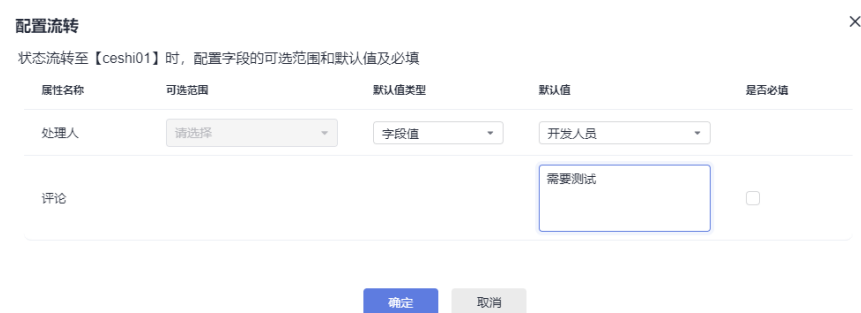 配置流转
状态流转至【ceshi01】时，配置字段的可选范围和默认值及必填
属性名称 可选范围 默认值类型 默认值 是否必填
处理人 请选择 字段值 开发人员
评论 需要测试
确定 取消